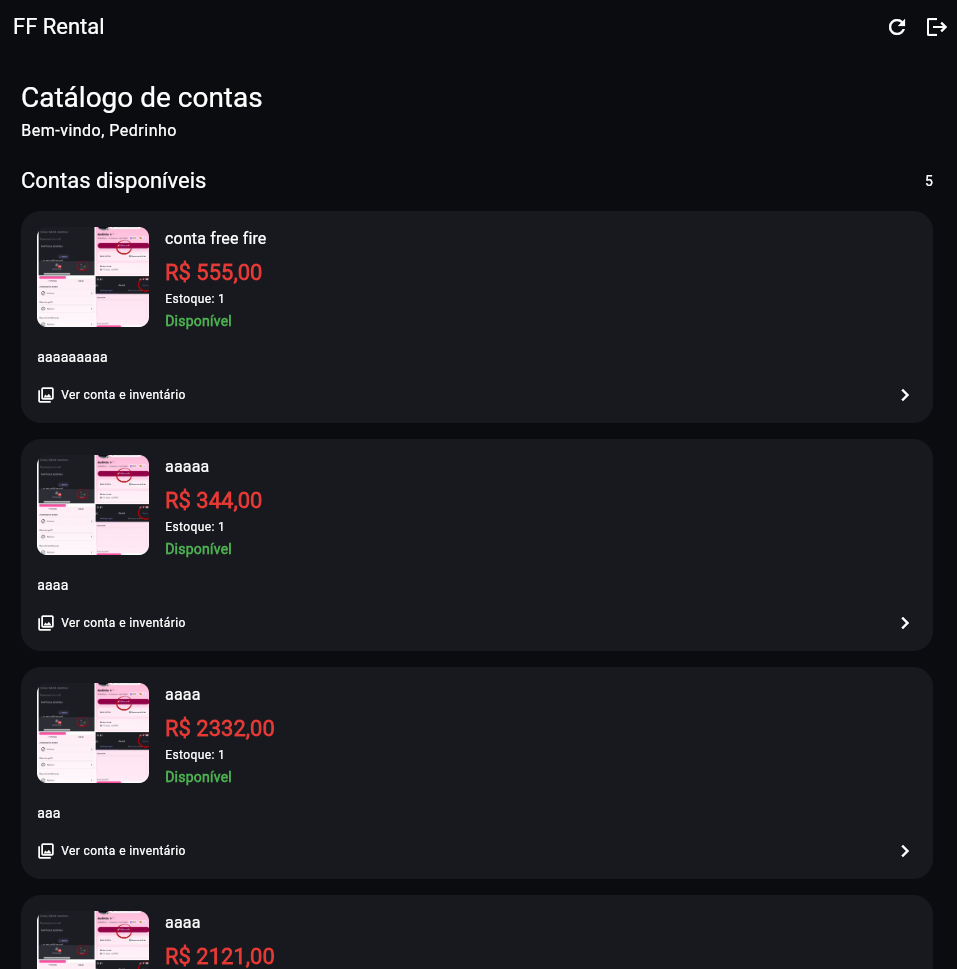 FF Rental
Catálogo de contas
Bem-vindo, Pedrinho
Contas disponíveis
5
conta free fire
R$ 555,00
Estoque: 1
Disponível
aaaaaaaaa
Ver conta e inventário
aaaaa
R$ 344,00
Estoque: 1
Disponível
aaaa
Ver conta e inventário
aaaa
R$ 2332,00
Estoque: 1
Disponível
aaa
Ver conta e inventário
aaaa
R$ 2121,00